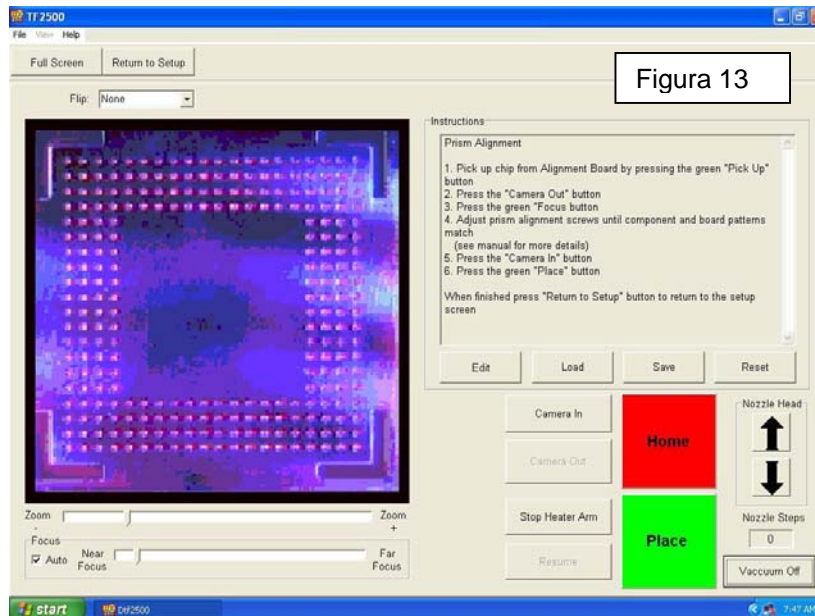 TF2500
File View Help
Full Screen Return to Setup
Figura 13
Flip: None
Instructions
Prism Alignment
1. Pick up chip from Alignment Board by pressing the green "Pick Up"
button
2. Press the "Camera Out" button
3. Press the green "Focus button
4. Adjust prism alignment screws until component and board patterns
match
(see manual for more details)
5. Press the "Camera In" button
6. Press the green "Place" button
When finished press "Return to Setup" button to return to the setup
screen
Edit Load Save Reset
Camera In
Camera Out
Home
Nozzle Head
Zoom - Zoom +
Focus
Auto Near Focus Far Focus
Stop Heater Arm
Resume
Place
Nozzle Steps
0
Vaccuum Off
start Dtf2500 7:47 AM